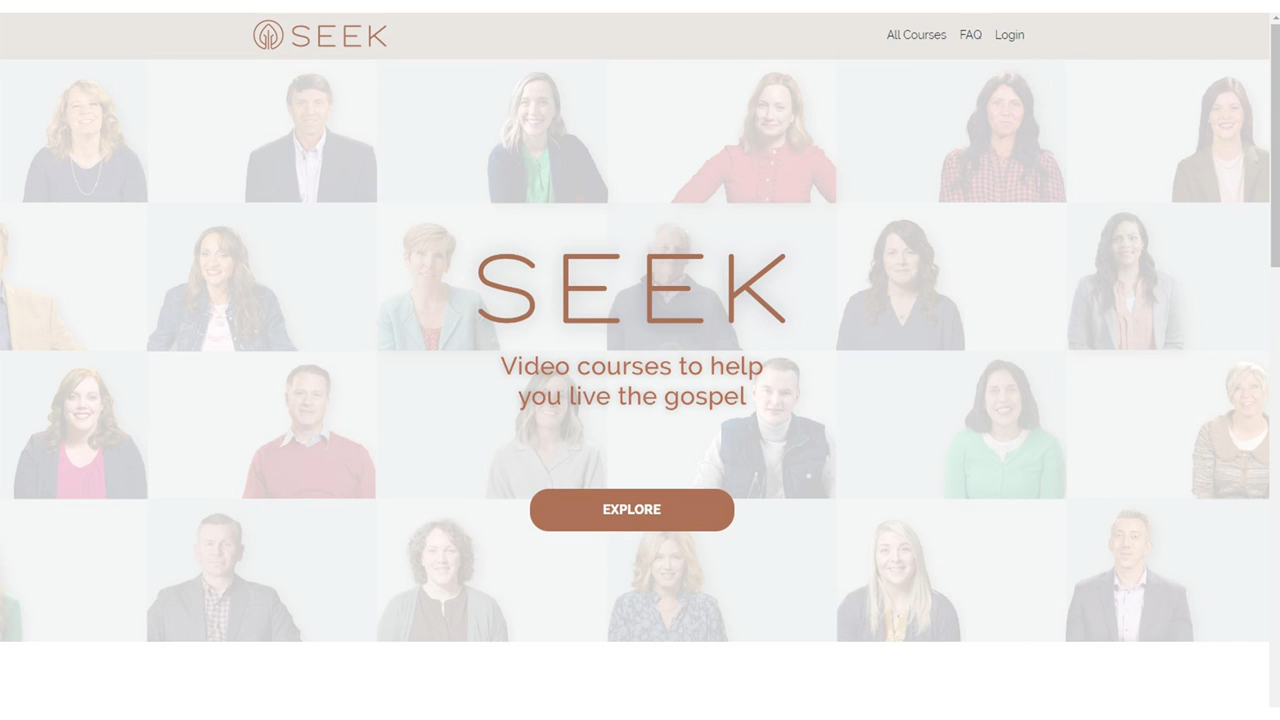 SEEK
All Courses FAQ Login
SEEK
Video courses to help
you live the gospel
EXPLORE